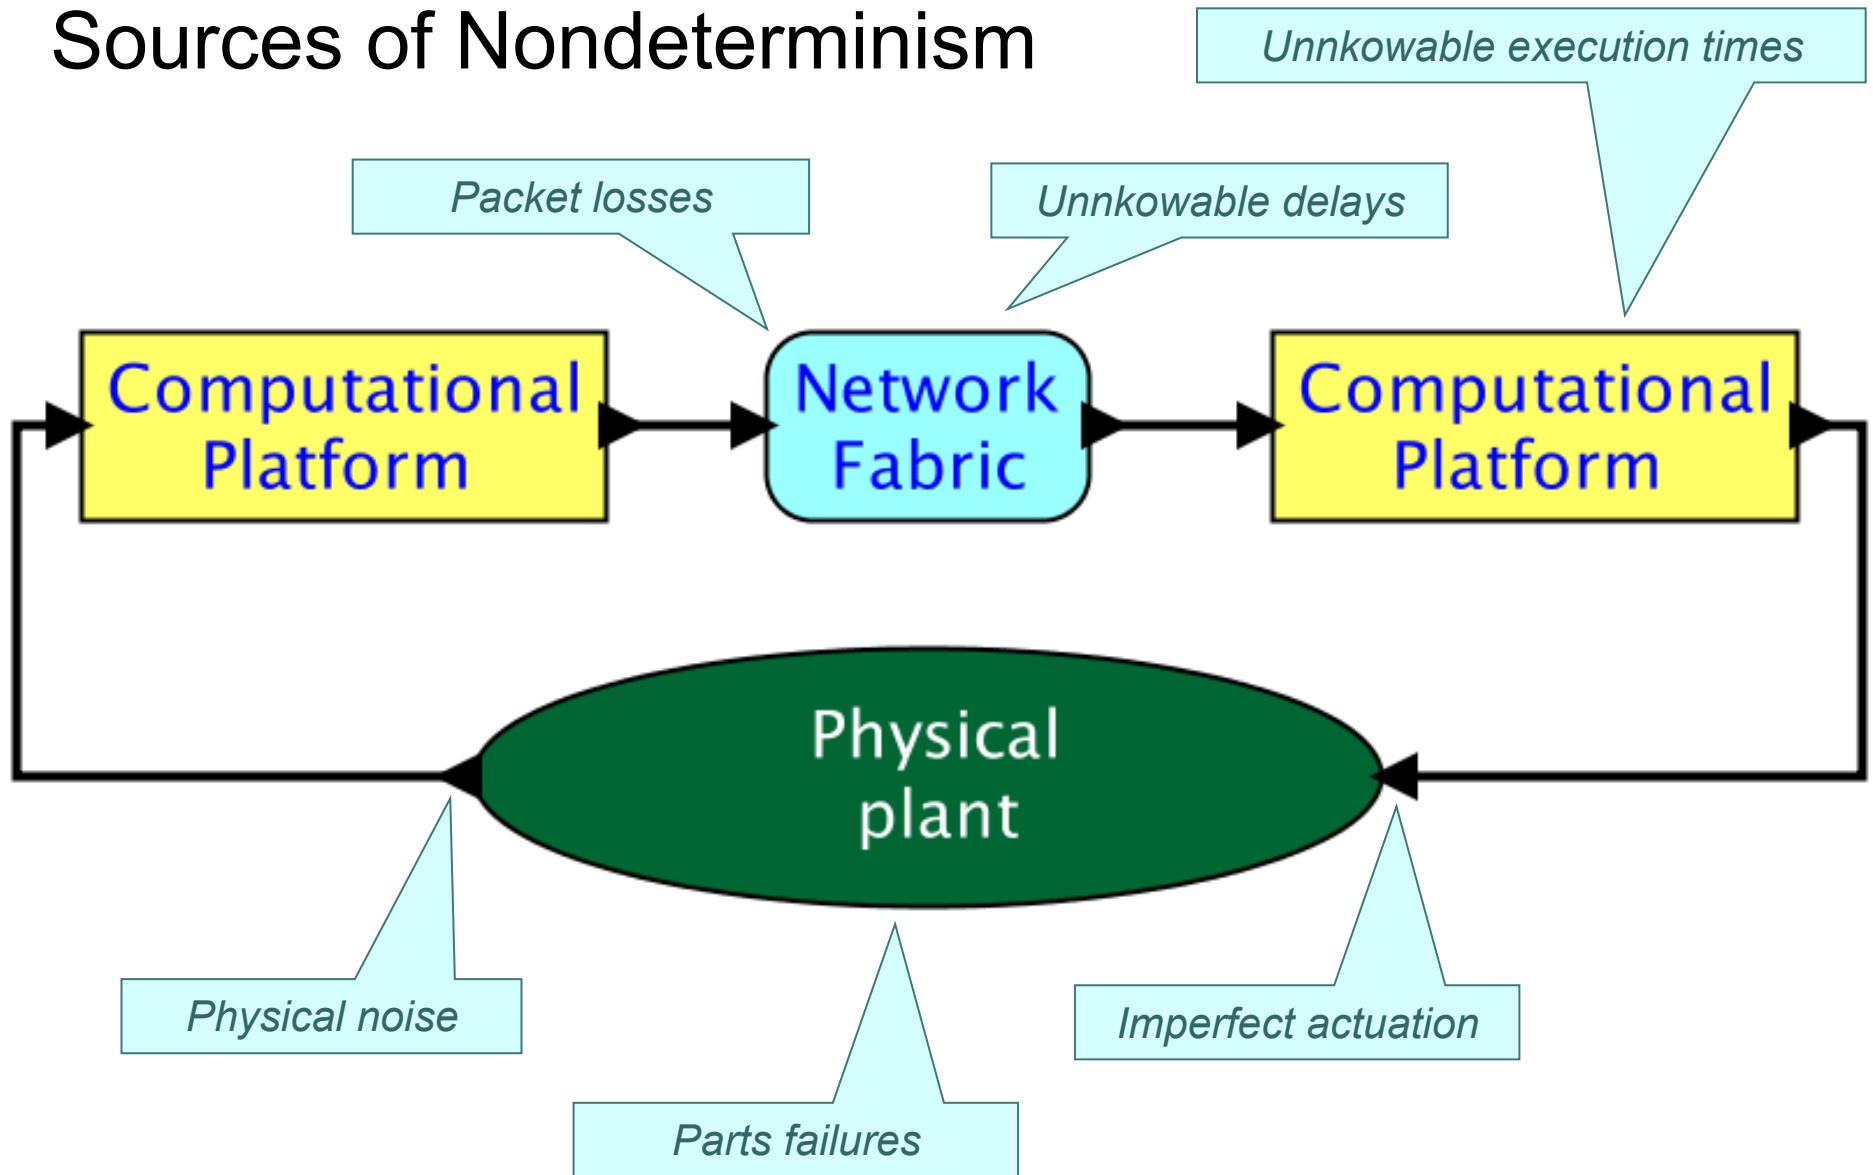 Sources of Nondeterminism
Unnkowable execution times
Packet losses
Unnkowable delays
Computational
Platform
Network
Fabric
Computational
Platform
Physical
plant
Physical noise
Imperfect actuation
Parts failures